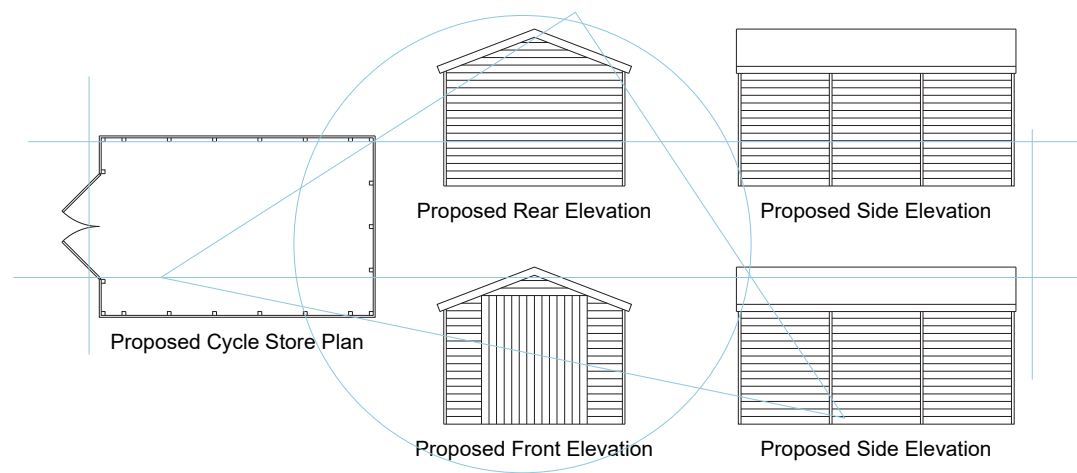 Proposed Rear Elevation
Proposed Side Elevation
Proposed Cycle Store Plan
Proposed Front Elevation
Proposed Side Elevation